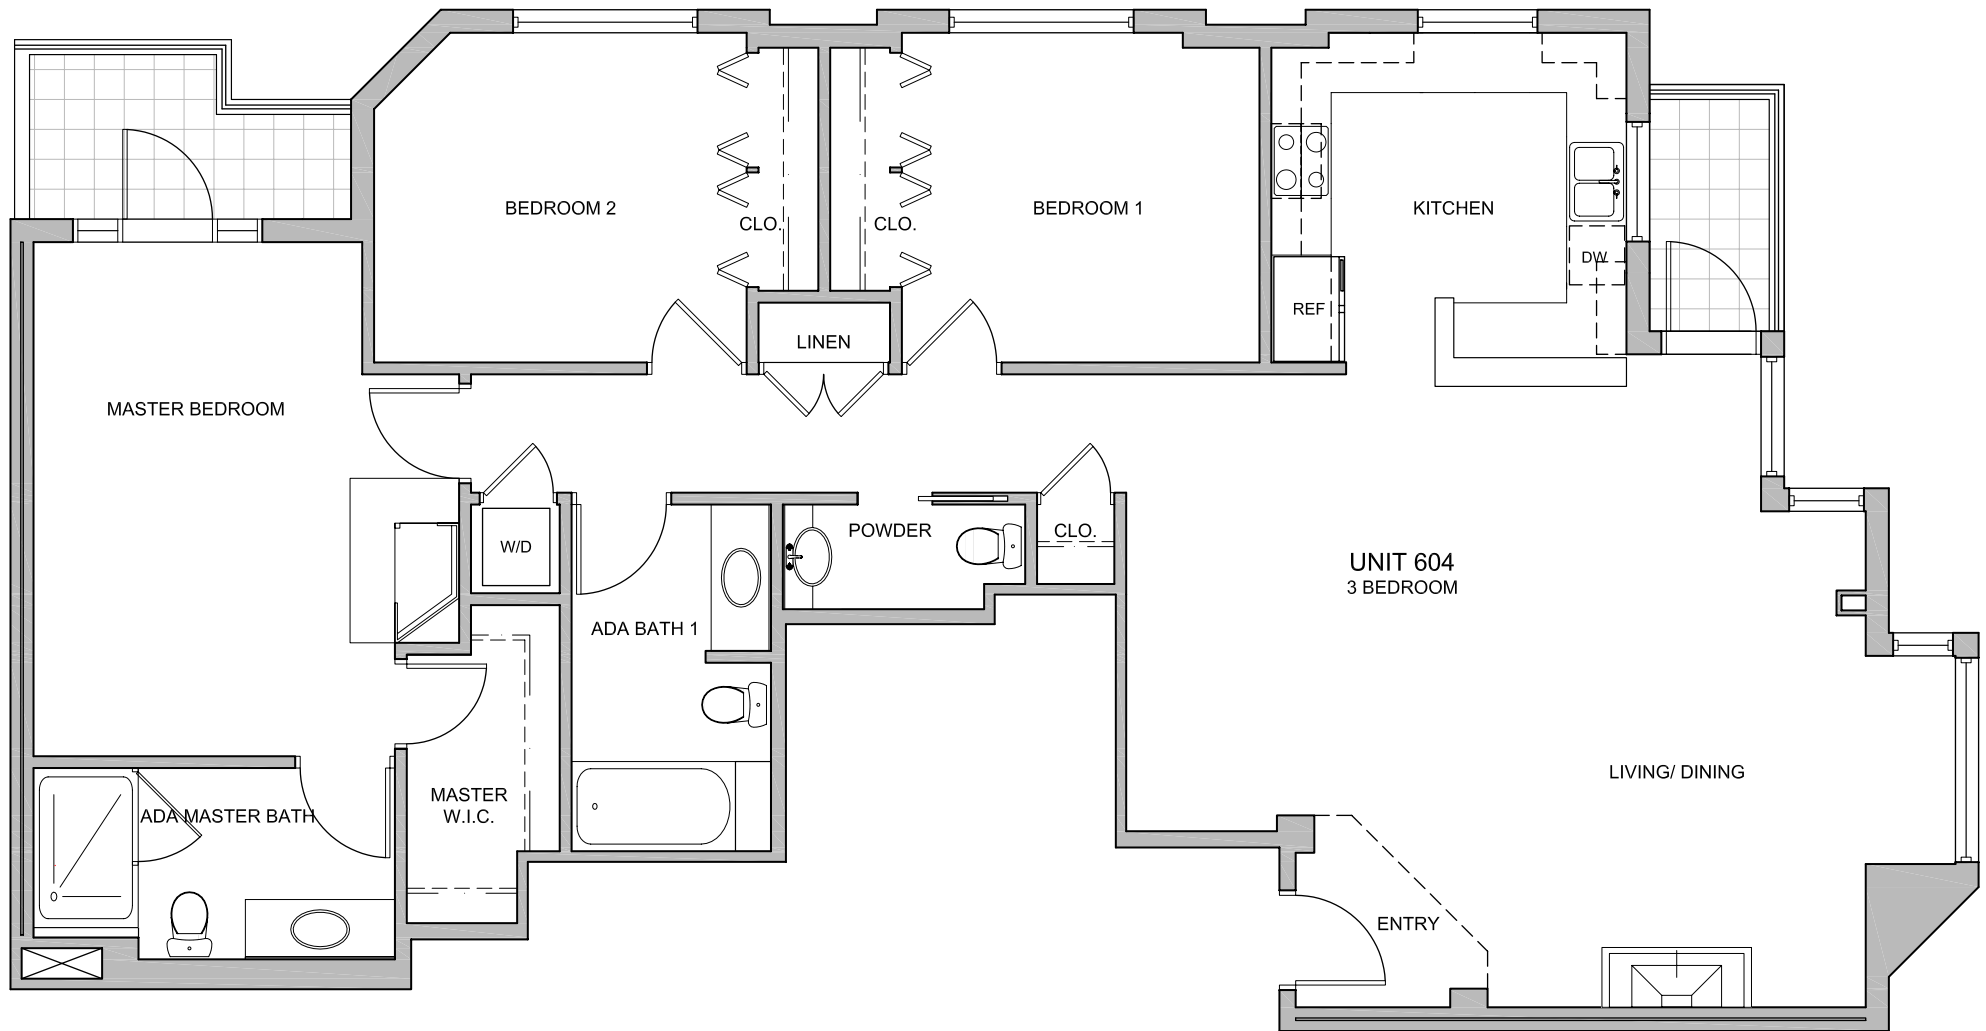 BEDROOM 2
CLO.
CLO.
BEDROOM 1
KITCHEN
DW
REF
LINEN
MASTER BEDROOM
W/D
POWDER
CLO.
UNIT 604
3 BEDROOM
ADA BATH 1
LIVING/ DINING
MASTER
W.I.C.
ADA MASTER BATH
ENTRY